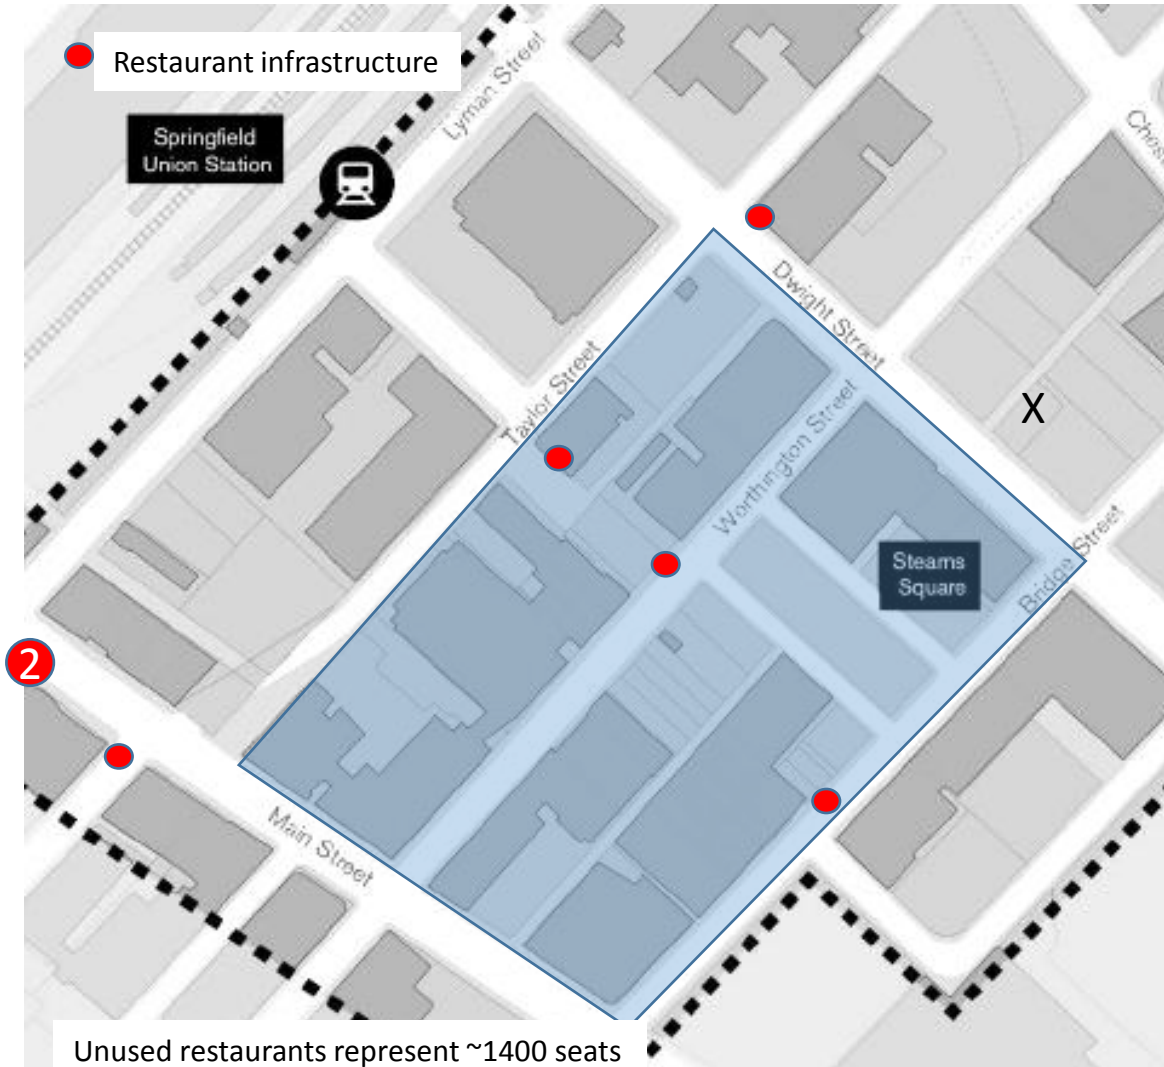 Restaurant infrastructure
Lyman Street
Springfield
Union Station
Dwight Street
Taylor Street
X
Worthington Street
Stearns
Square
Bridge Street
2
Main Street
Unused restaurants represent ~1400 seats